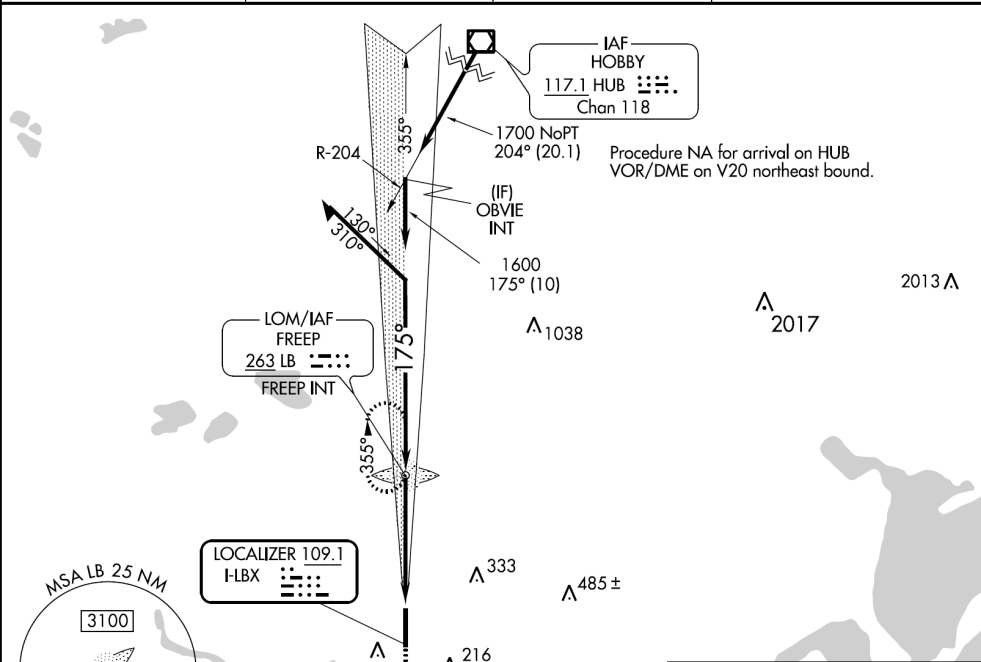 IAF
HOBBY
117.1 HUB
Chan 118
355°
1700 NoPT
204° (20.1)
R-204
Procedure NA for arrival on HUB
VOR/DME on V20 northeast bound.
(IF)
OBVIE
INT
130°
310°
1600
175° (10)
2013
2017
1038
LOM/IAF
FREEP
263 LB
FREEP INT
175°
355°
LOCALIZER 109.1
I-LBX
333
485 ±
MSA LB 25 NM
3100
216